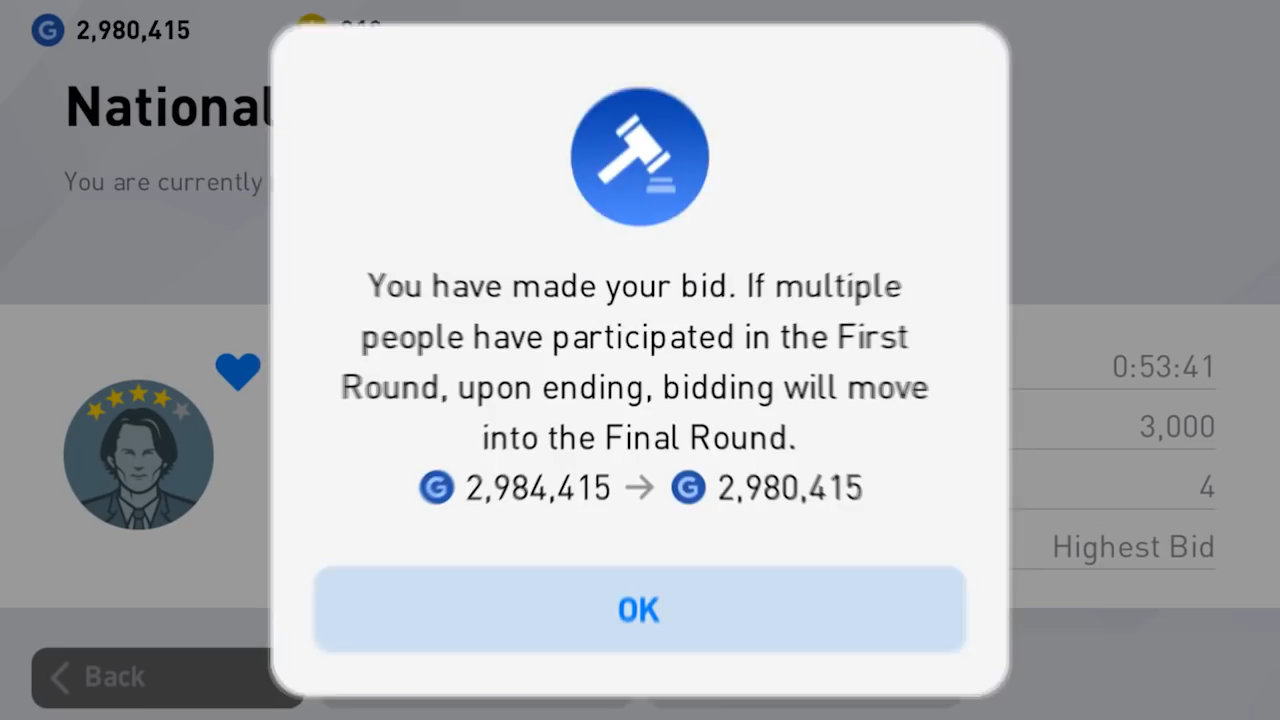 G 2,980,415
National
You are currently
You have made your bid. If multiple
people have participated in the First
Round, upon ending, bidding will move
into the Final Round.
G 2,984,415 → G 2,980,415
OK
0:53:41
3,000
4
Highest Bid
Back